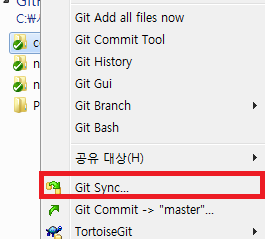 Git Add all files now
Git Commit Tool
Git History
Git Gui
Git Branch
Git Bash
공유 대상(H)
Git Sync...
Git Commit -> "master"...
TortoiseGit